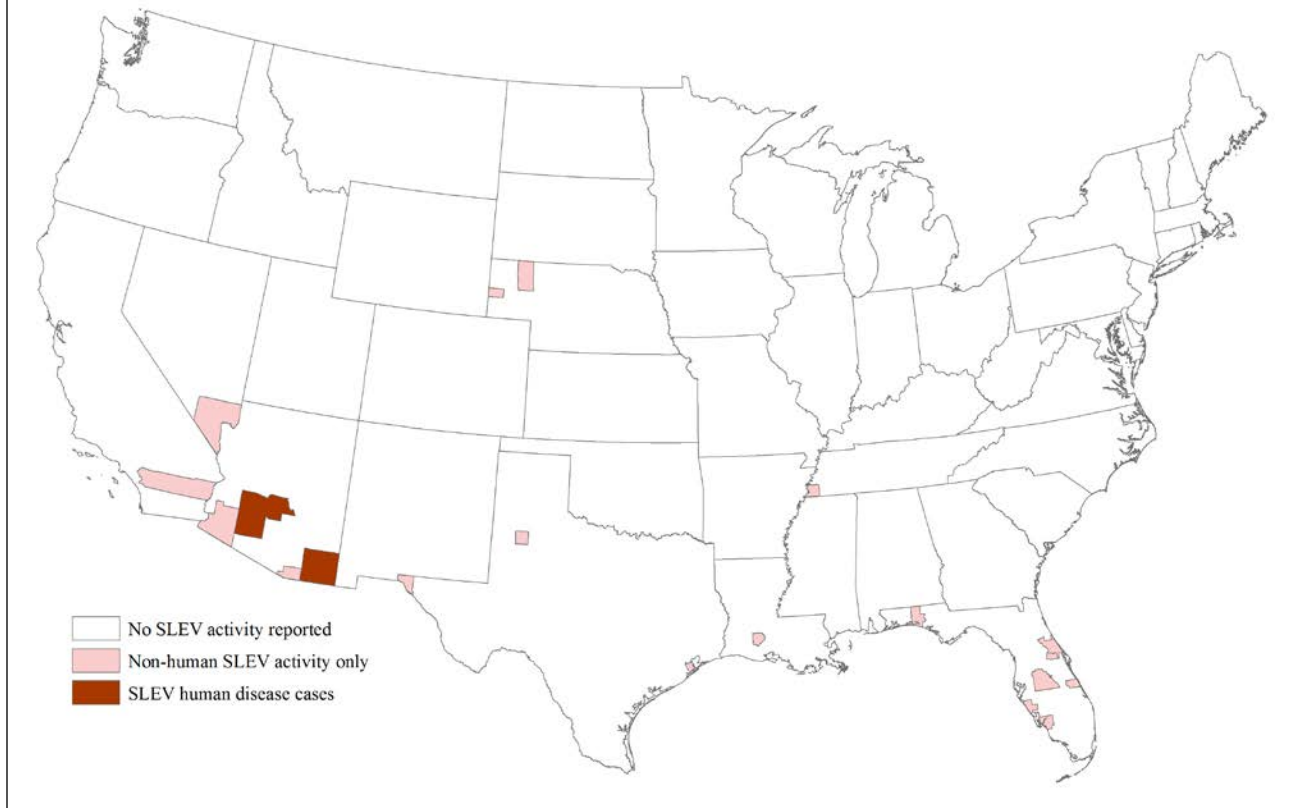 No SLEV activity reported
Non-human SLEV activity only
SLEV human disease cases